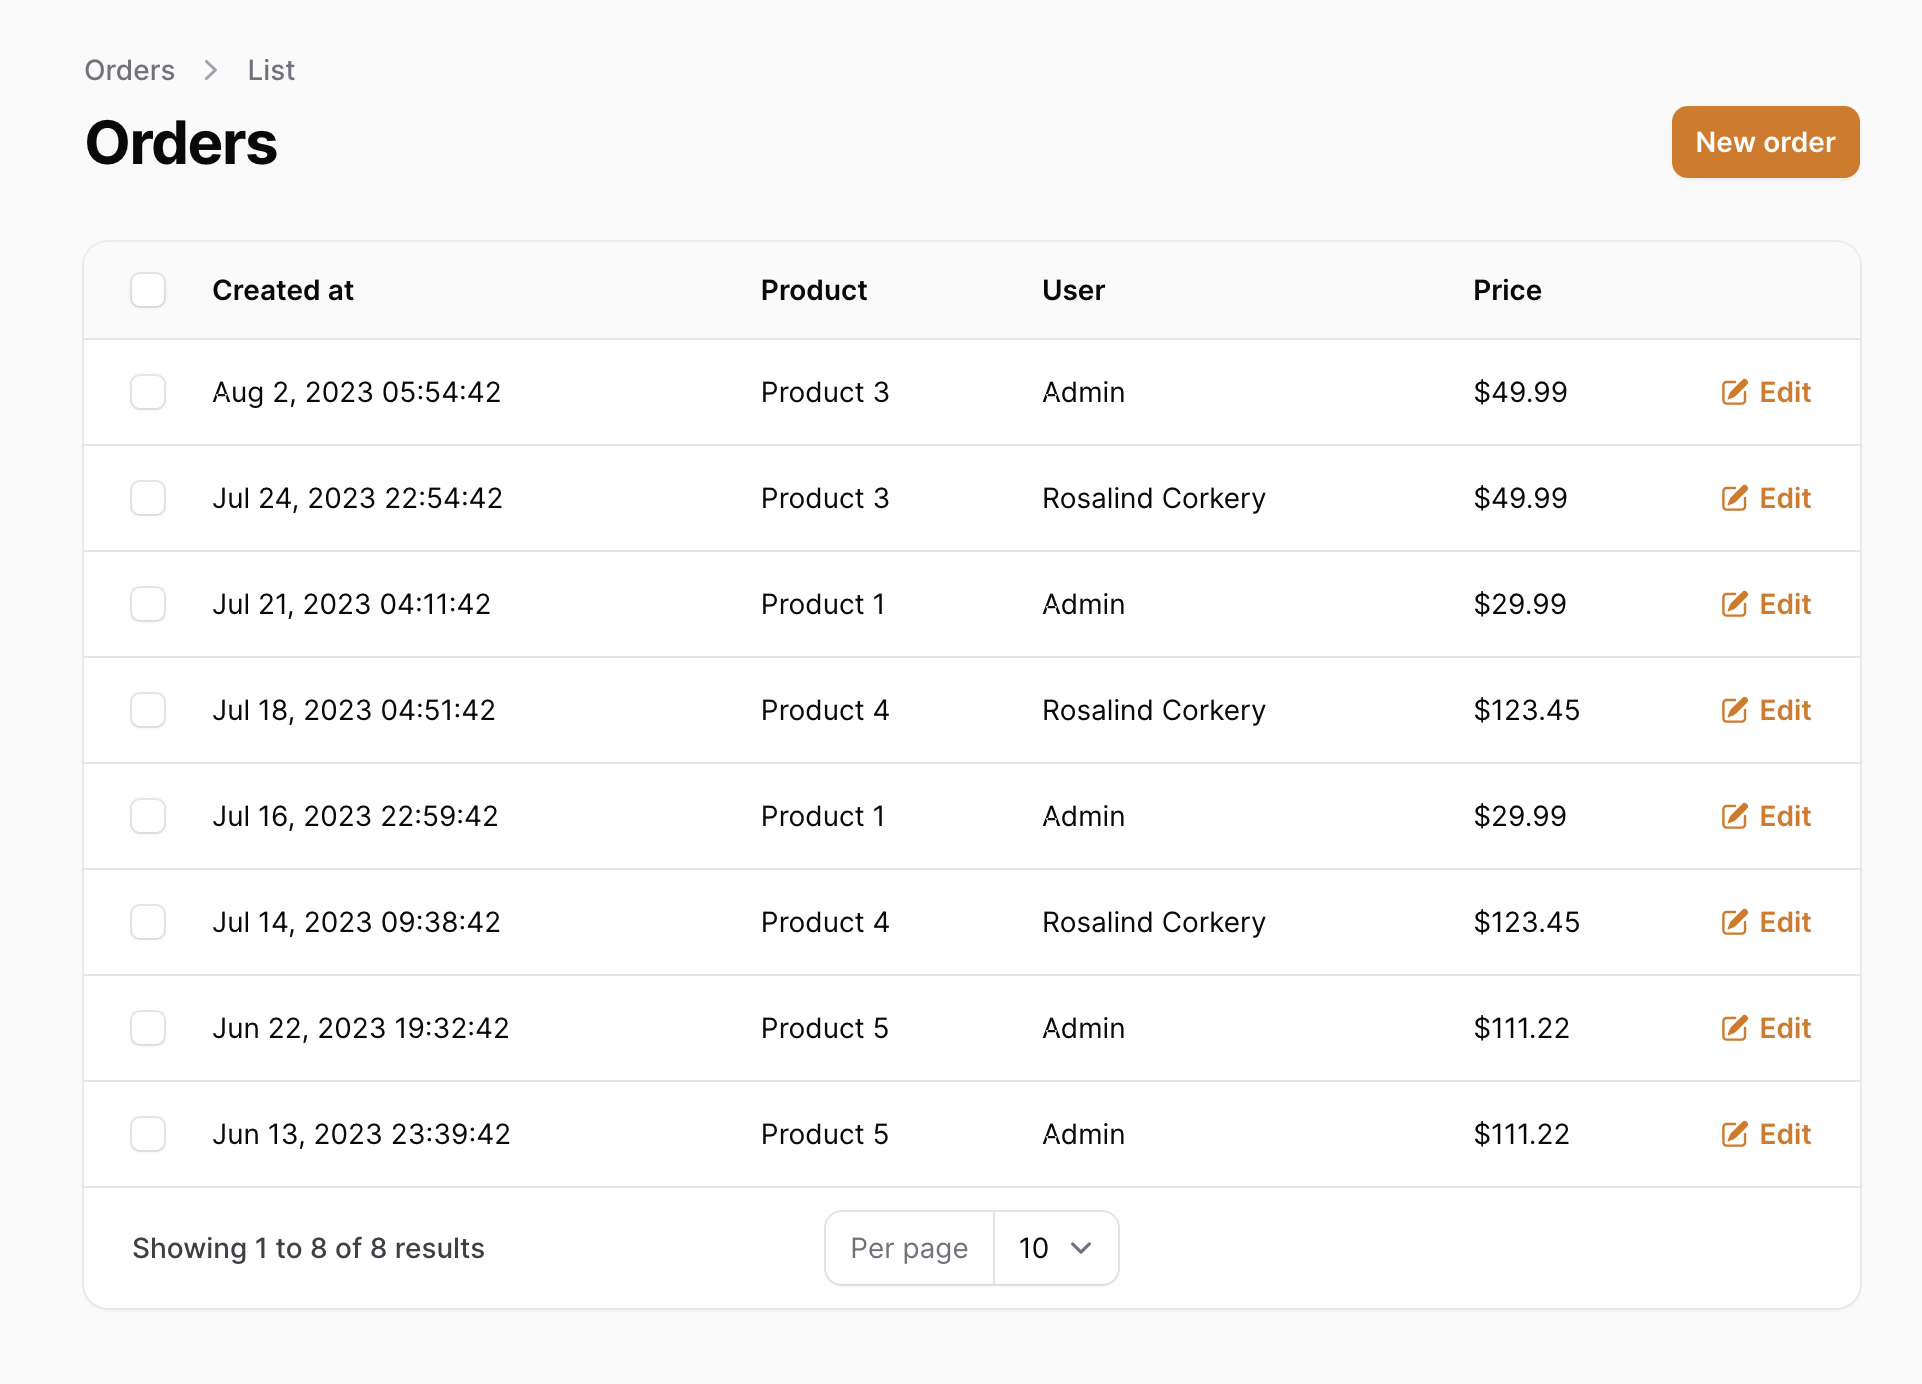 Orders > List
Orders
New order
Created at Product User Price
Aug 2, 2023 05:54:42 Product 3 Admin $49.99 Edit
Jul 24, 2023 22:54:42 Product 3 Rosalind Corkery $49.99 Edit
Jul 21, 2023 04:11:42 Product 1 Admin $29.99 Edit
Jul 18, 2023 04:51:42 Product 4 Rosalind Corkery $123.45 Edit
Jul 16, 2023 22:59:42 Product 1 Admin $29.99 Edit
Jul 14, 2023 09:38:42 Product 4 Rosalind Corkery $123.45 Edit
Jun 22, 2023 19:32:42 Product 5 Admin $111.22 Edit
Jun 13, 2023 23:39:42 Product 5 Admin $111.22 Edit
Showing 1 to 8 of 8 results Per page 10